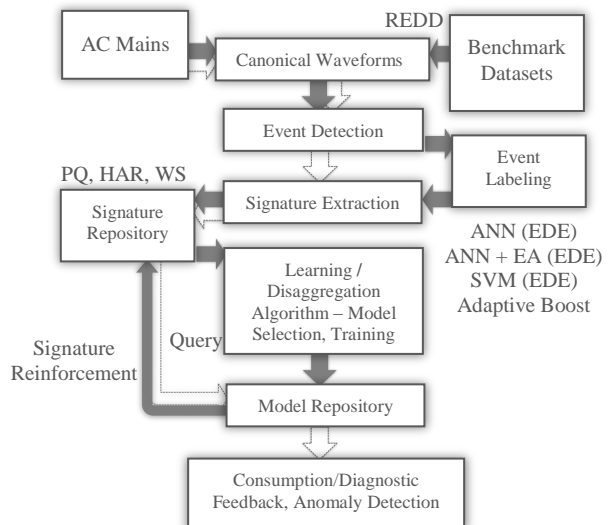 REDD
AC Mains
Canonical Waveforms
Benchmark
Datasets
Event Detection
Event
Labeling
PQ, HAR, WS
Signature
Repository
Signature Extraction
ANN (EDE)
ANN + EA (EDE)
SVM (EDE)
Adaptive Boost
Learning /
Disaggregation
Algorithm – Model
Selection, Training
Signature
Reinforcement
Query
Model Repository
Consumption/Diagnostic
Feedback, Anomaly Detection